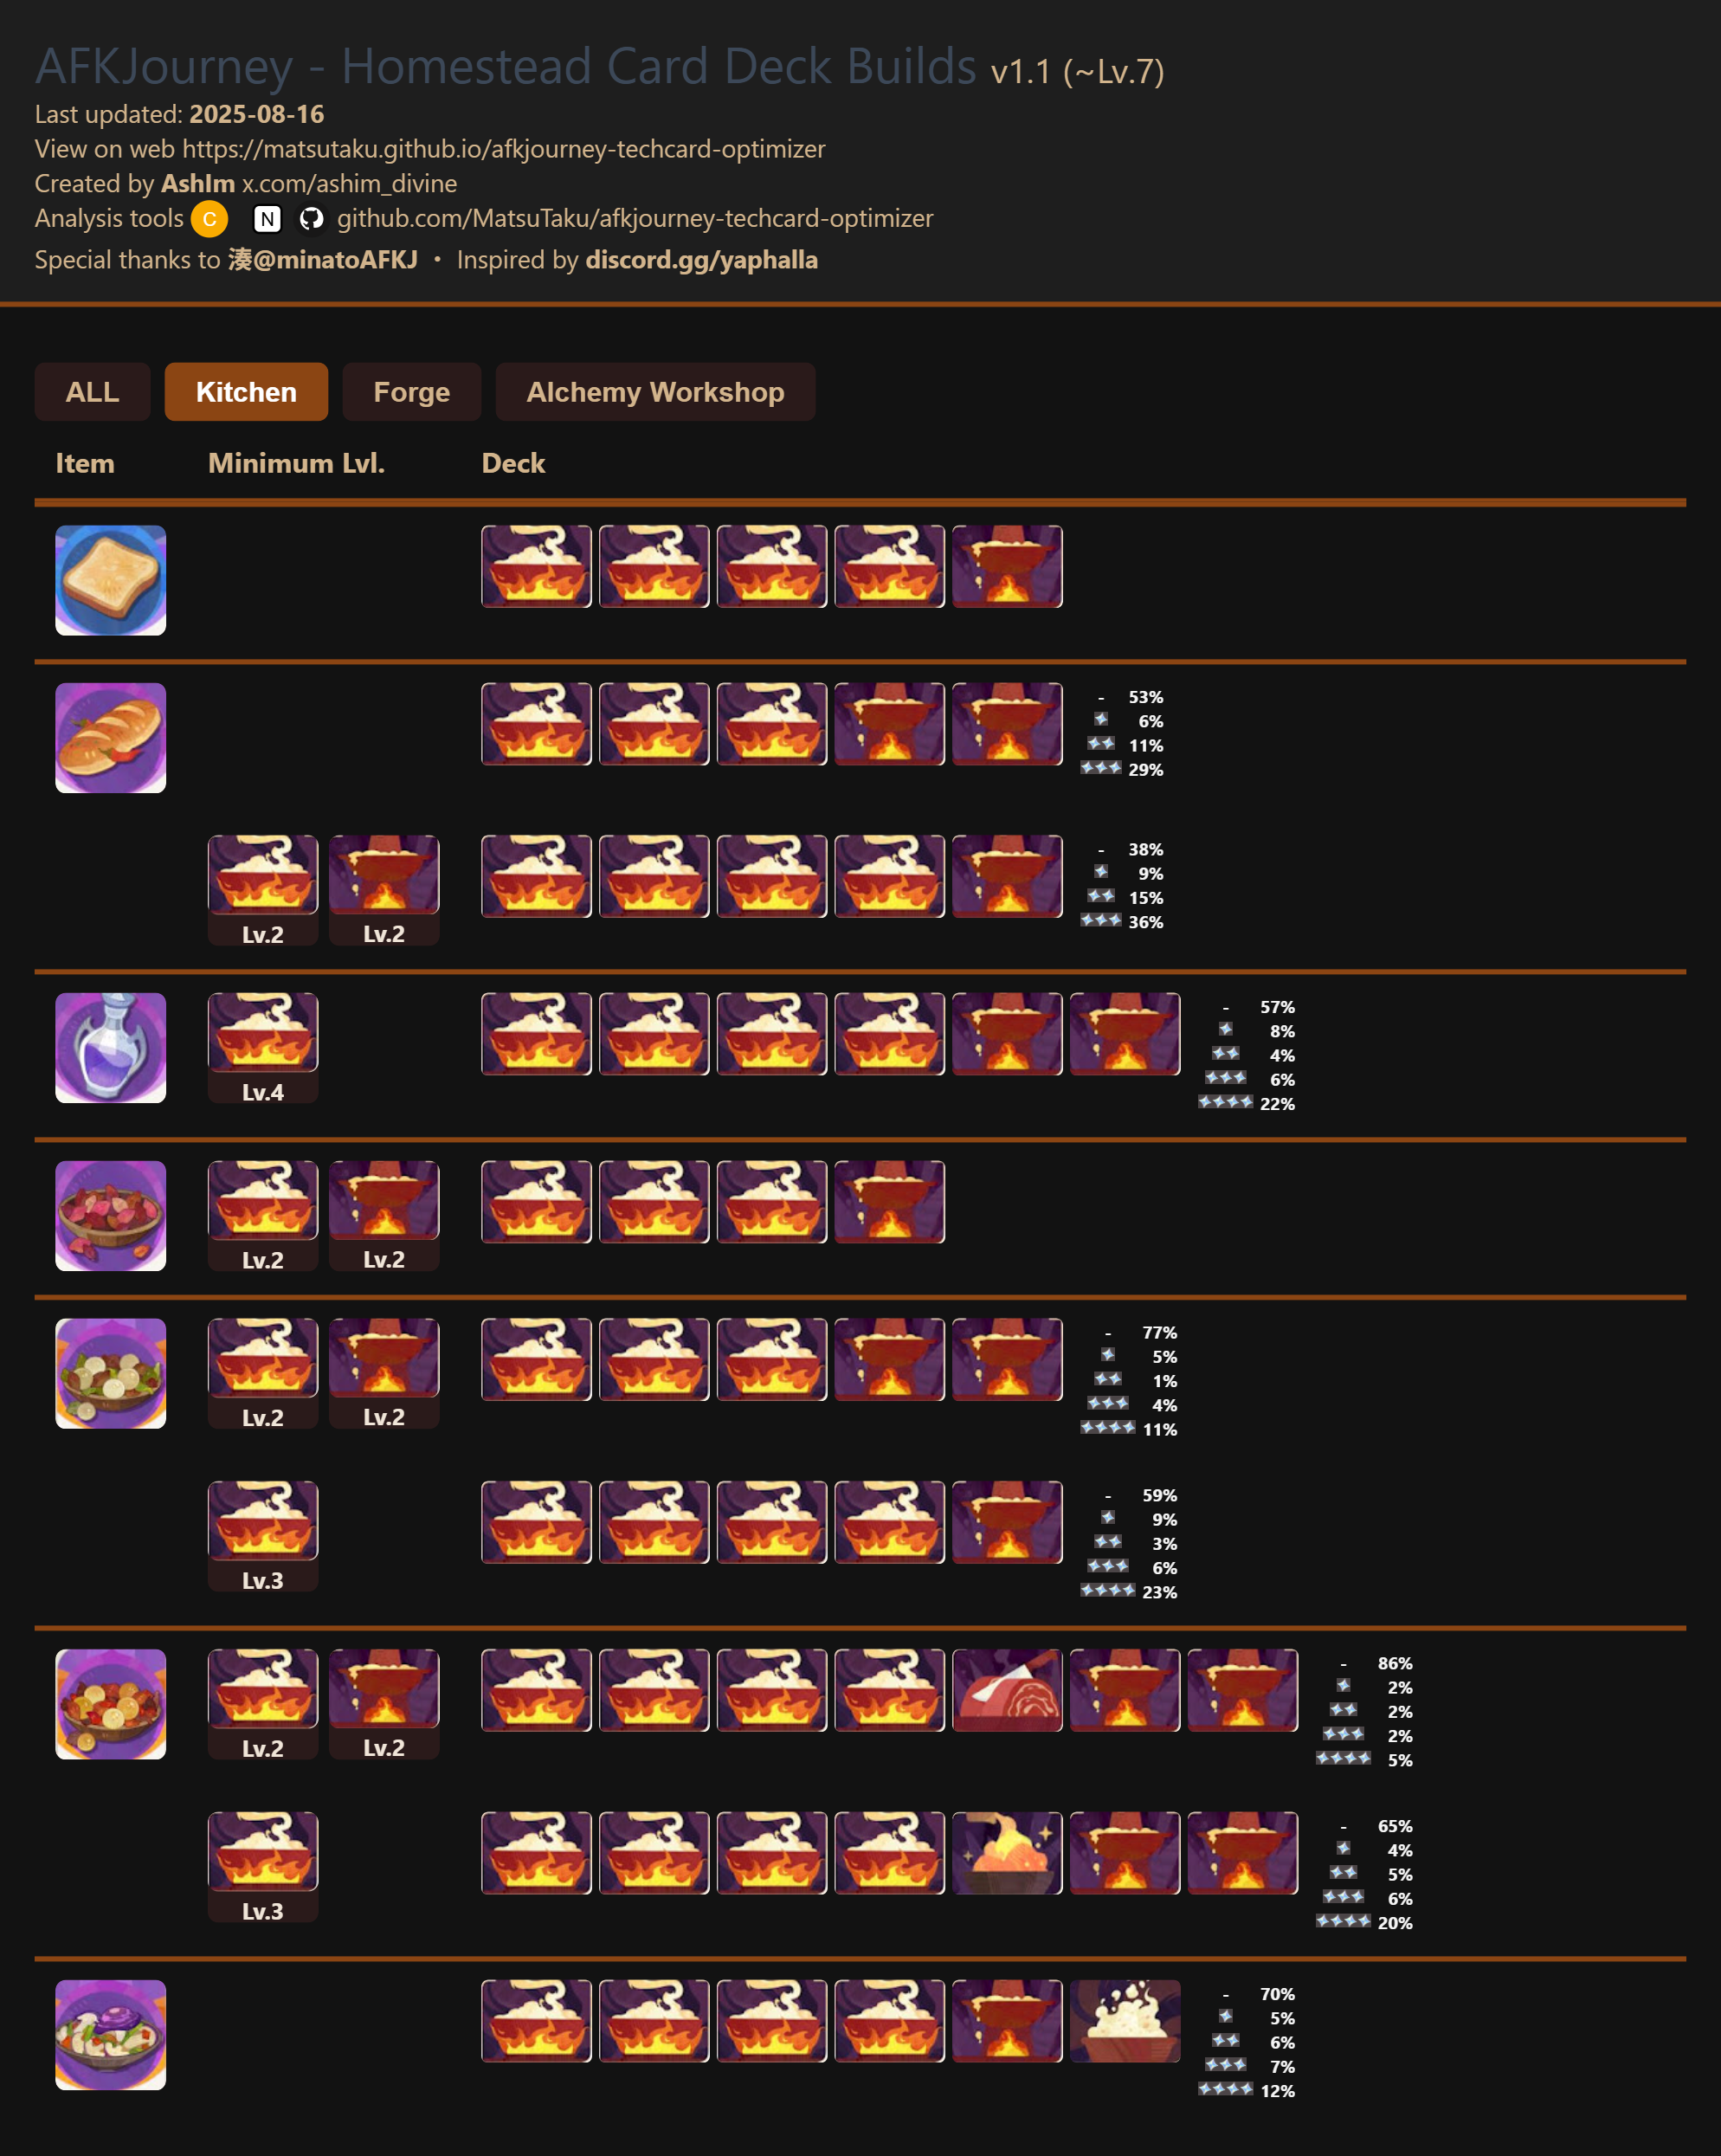 AFKJourney - Homestead Card Deck Builds v1.1 (~Lv.7)
Last updated: 2025-08-16
View on web https://matsutaku.github.io/afkjourney-techcard-optimizer
Created by AshIm x.com/ashim_divine
Analysis tools C N github.com/MatsuTaku/afkjourney-techcard-optimizer
Special thanks to 湊@minatoAFKJ ・ Inspired by discord.gg/yaphalla
ALL Kitchen Forge Alchemy Workshop
Item Minimum Lvl. Deck
- 53%
6%
11%
29%
- 38%
9%
15%
36%
Lv.2 Lv.2
- 57%
8%
4%
6%
22%
Lv.4
Lv.2 Lv.2
- 77%
5%
1%
4%
11%
Lv.2 Lv.2
- 59%
9%
3%
6%
23%
Lv.3
- 86%
2%
2%
2%
5%
Lv.2 Lv.2
- 65%
4%
5%
6%
20%
Lv.3
- 70%
5%
6%
7%
12%